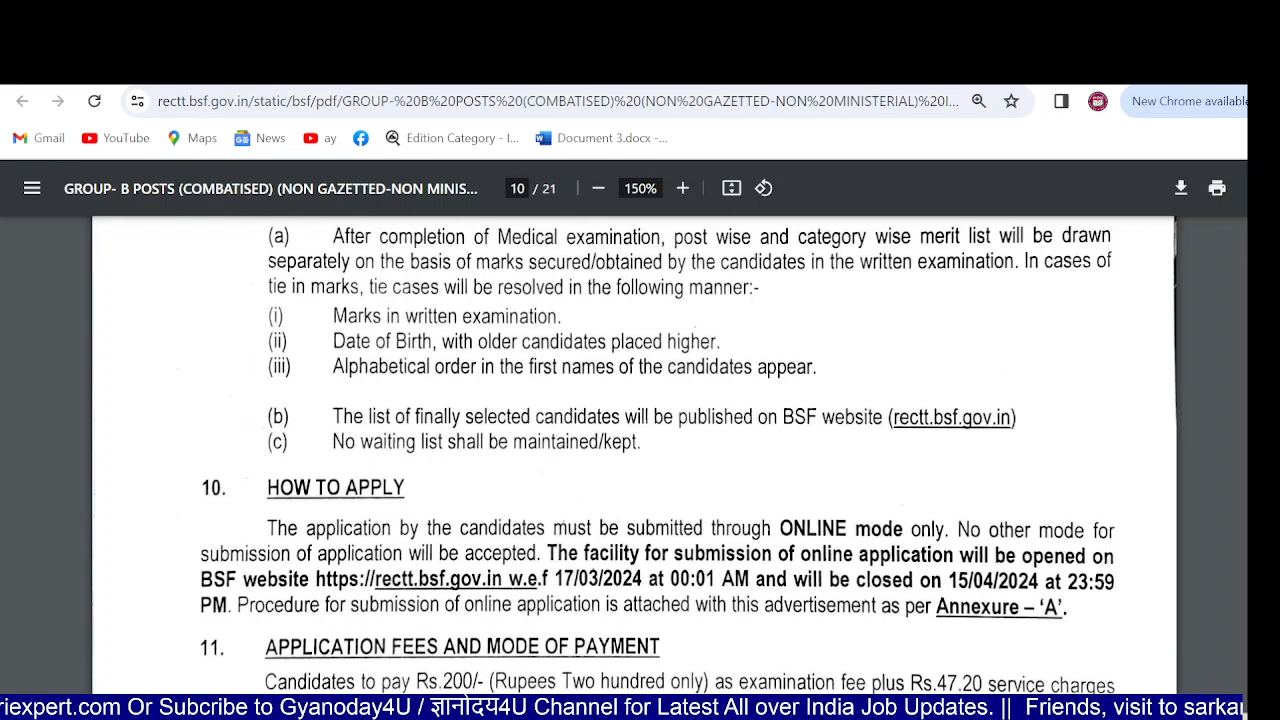 rectt.bsf.gov.in/static/bsf/pdf/GROUP-%20B%20POSTS%20(COMBATISED)%20(NON%20GAZETTED-NON%20MINISTERIAL)%20I... New Chrome available
Gmail YouTube Maps News ay Edition Category - I... Document 3.docx -...
GROUP- B POSTS (COMBATISED) (NON GAZETTED-NON MINIS... 10 / 21 150%
(a) After completion of Medical examination, post wise and category wise merit list will be drawn
separately on the basis of marks secured/obtained by the candidates in the written examination. In cases of
tie in marks, tie cases will be resolved in the following manner:-
(i) Marks in written examination.
(ii) Date of Birth, with older candidates placed higher.
(iii) Alphabetical order in the first names of the candidates appear.
(b) The list of finally selected candidates will be published on BSF website (rectt.bsf.gov.in)
(c) No waiting list shall be maintained/kept.
10. HOW TO APPLY
The application by the candidates must be submitted through ONLINE mode only. No other mode for
submission of application will be accepted. The facility for submission of online application will be opened on
BSF website https://rectt.bsf.gov.in w.e.f 17/03/2024 at 00:01 AM and will be closed on 15/04/2024 at 23:59
PM. Procedure for submission of online application is attached with this advertisement as per Annexure – 'A'.
11. APPLICATION FEES AND MODE OF PAYMENT
Candidates to pay Rs.200/- (Rupees Two hundred only) as examination fee plus Rs.47.20 service charges
riexpert.com Or Subcribe to Gyanoday4U / ज्ञानोदय4U Channel for Latest All over India Job Updates. || Friends, visit to sarkar